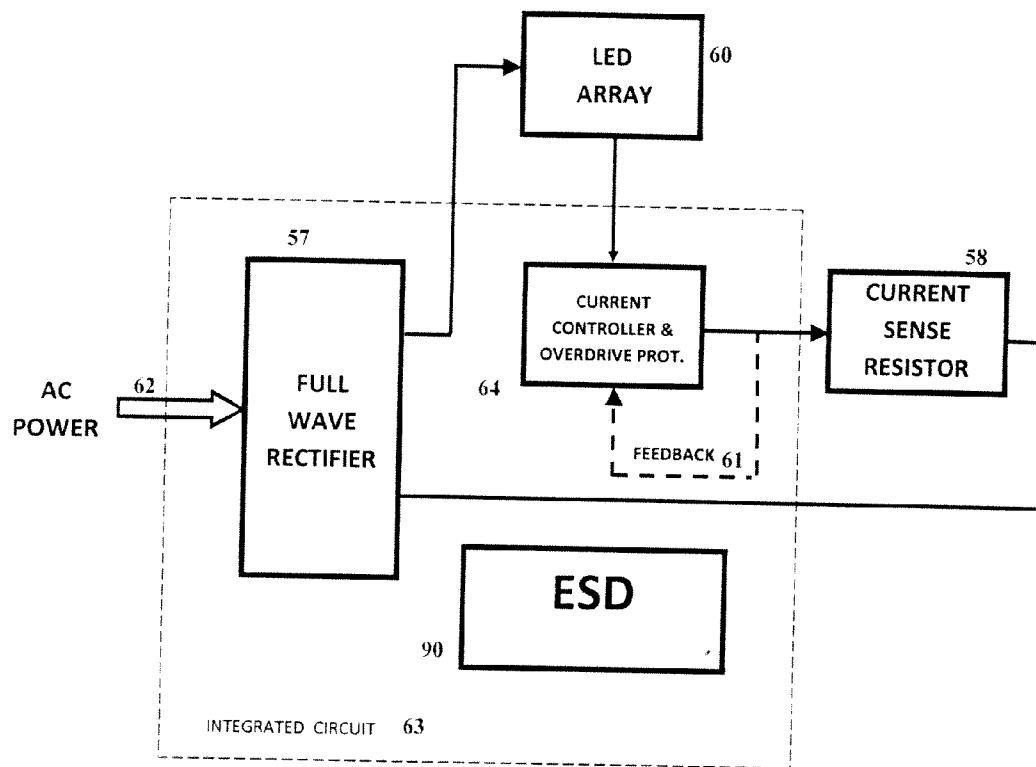 LED
ARRAY
60
57
FULL
WAVE
RECTIFIER
AC
POWER
62
CURRENT
CONTROLLER &
OVERDRIVE PROT.
64
58
CURRENT
SENSE
RESISTOR
FEEDBACK 61
ESD
90
INTEGRATED CIRCUIT 63